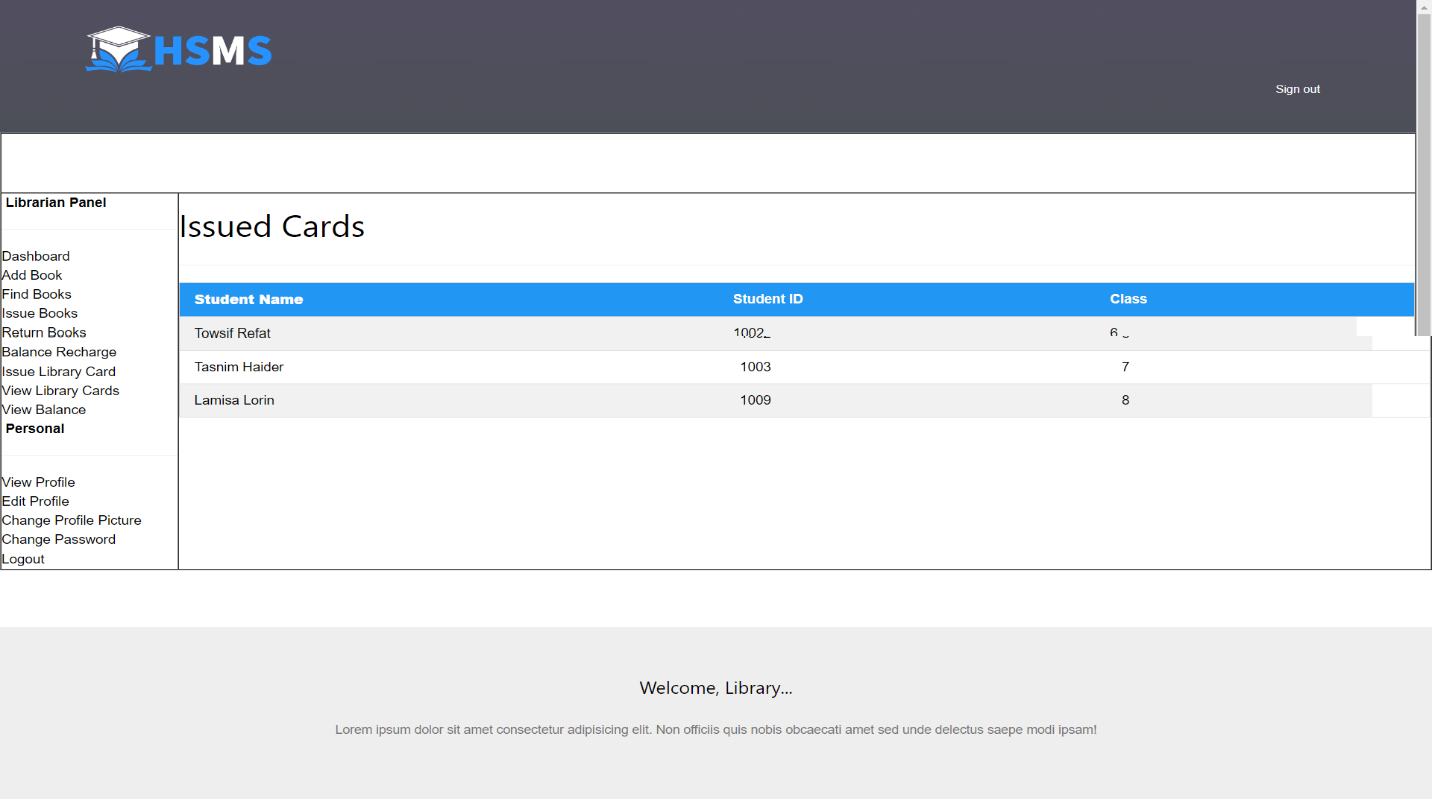 HSMS
Sign out
Librarian Panel
Dashboard
Add Book
Find Books
Issue Books
Return Books
Balance Recharge
Issue Library Card
View Library Cards
View Balance
Personal
View Profile
Edit Profile
Change Profile Picture
Change Password
Logout
Issued Cards
Student Name Student ID Class
Towsif Refat 1002 6
Tasnim Haider 1003 7
Lamisa Lorin 1009 8
Welcome, Library...
Lorem ipsum dolor sit amet consectetur adipisicing elit. Non officiis quis nobis obcaecati amet sed unde delectus saepe modi ipsam!